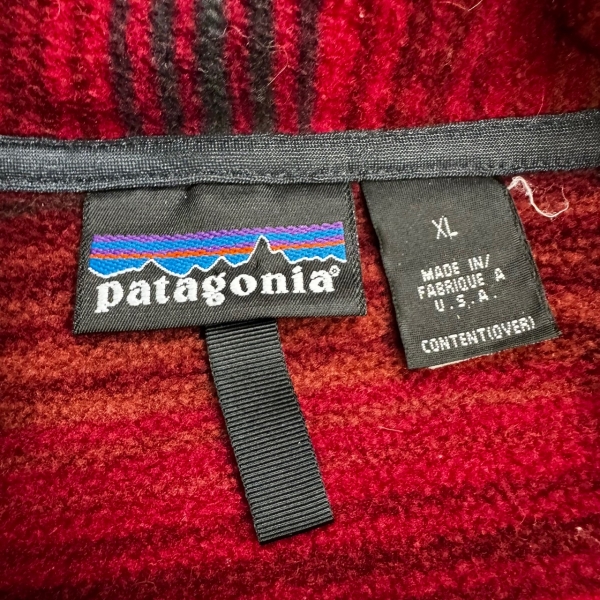 patagonia®
XL
MADE IN/
FABRIQUE A
U.S.A.
CONTENT(OVER)